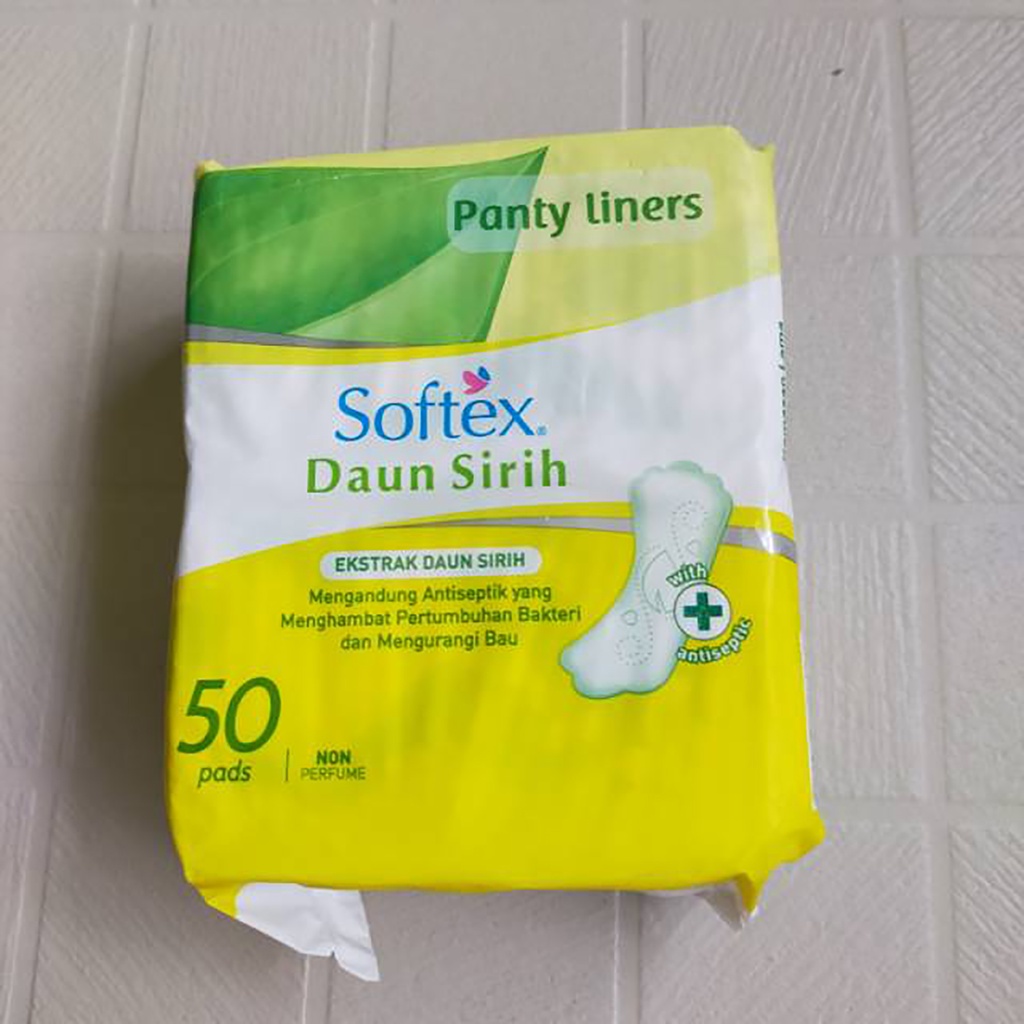 Panty liners
Softex
Daun Sirih
EKSTRAK DAUN SIRIH
Mengandung Antiseptik yang
Menghambat Pertumbuhan Bakteri
dan Mengurangi Bau
with
antiseptic
50
pads
NON
PERFUME